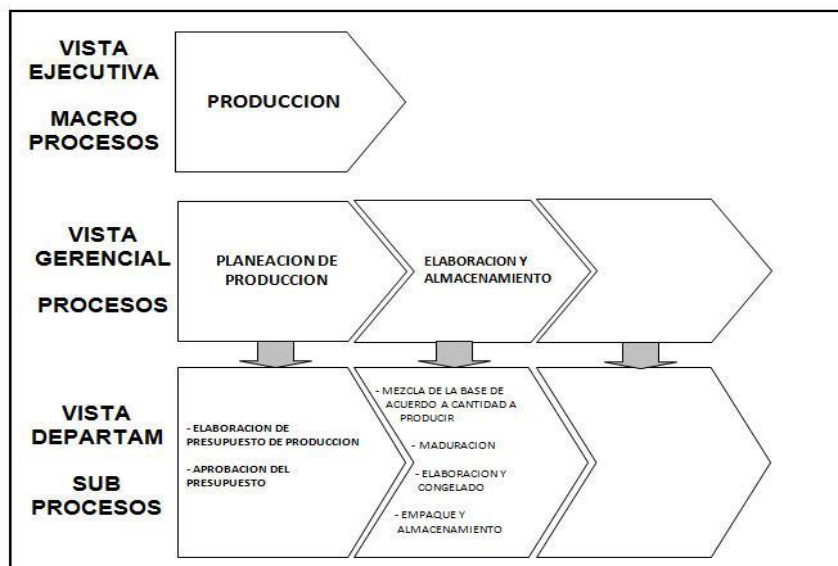 VISTA
EJECUTIVA
MACRO
PROCESOS
PRODUCCION
VISTA
GERENCIAL
PROCESOS
PLANEACION DE
PRODUCCION
ELABORACION Y
ALMACENAMIENTO
VISTA
DEPARTAM
SUB
PROCESOS
- ELABORACION DE
PRESUPUESTO DE PRODUCCION
- APROBACION DEL
PRESUPUESTO
- MEZCLA DE LA BASE DE
ACUERDO A CANTIDAD A
PRODUCIR
- MADURACION
- ELABORACION Y
CONGELADO
- EMPAQUE Y
ALMACENAMIENTO